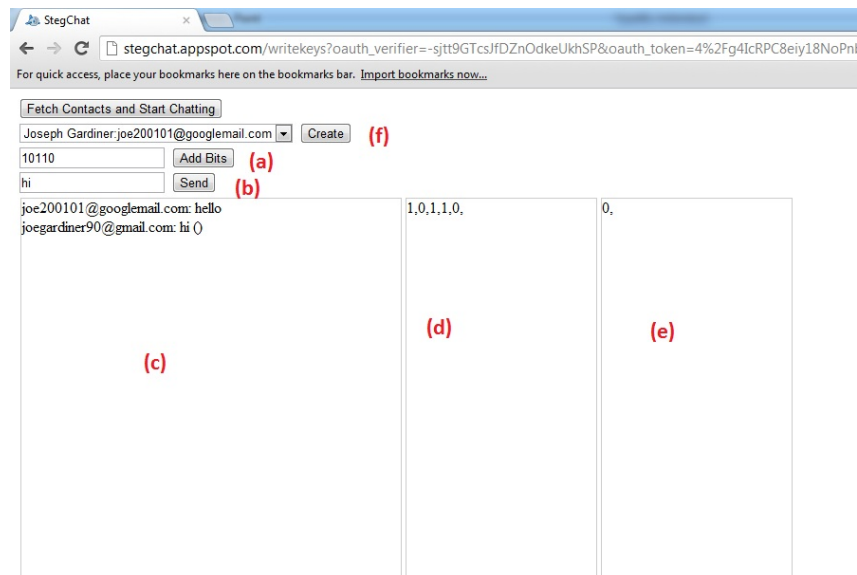 StegChat
stegchat.appspot.com/writekeys?oauth_verifier=-sjtt9GTcsJfDZnOdkeUkhSP&oauth_token=4%2Fg4IcRPC8eiy18NoPnl
For quick access, place your bookmarks here on the bookmarks bar. Import bookmarks now...
Fetch Contacts and Start Chatting
Joseph Gardiner:joe200101@googlemail.com Create (f)
10110 Add Bits (a)
hi Send (b)
joe200101@googlemail.com: hello 1,0,1,1,0, 0,
joegardiner90@gmail.com: hi ()
(d) (e)
(c)